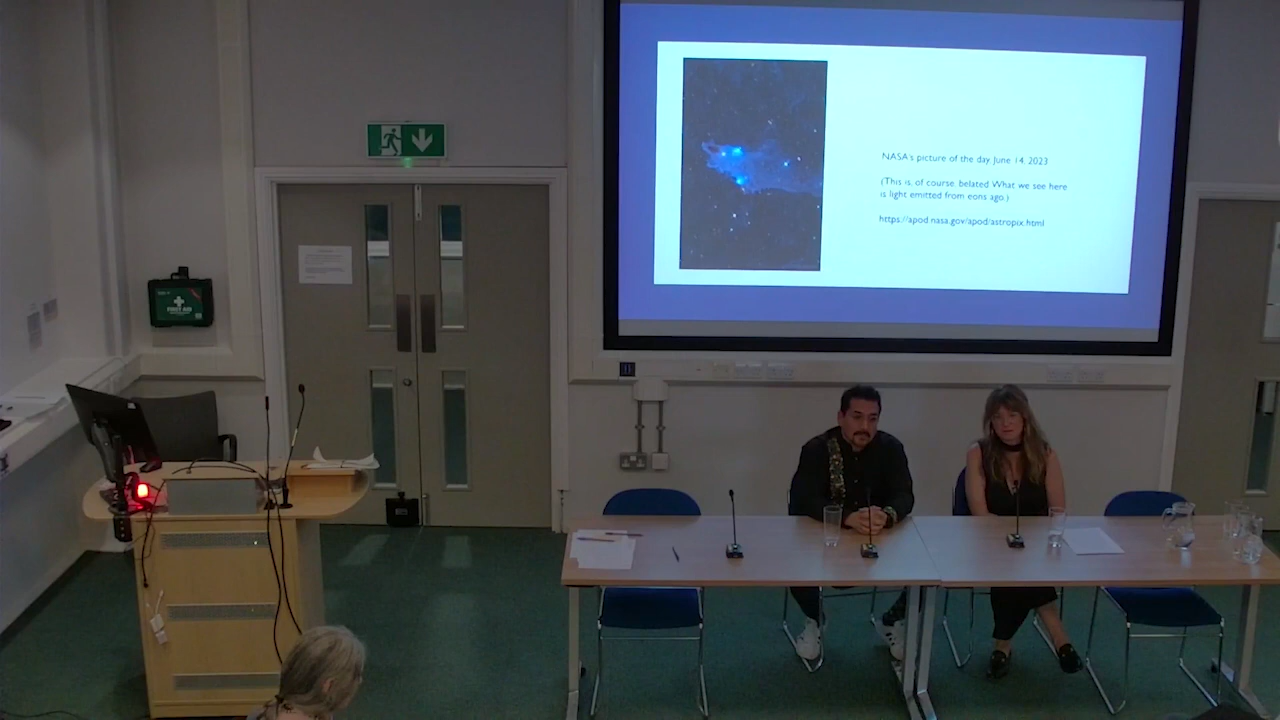 NASA's picture of the day June 14, 2023
(This is, of course, belated What we see here
is light emitted from eons ago.)
https://apod.nasa.gov/apod/astropix.html
FIRST AID